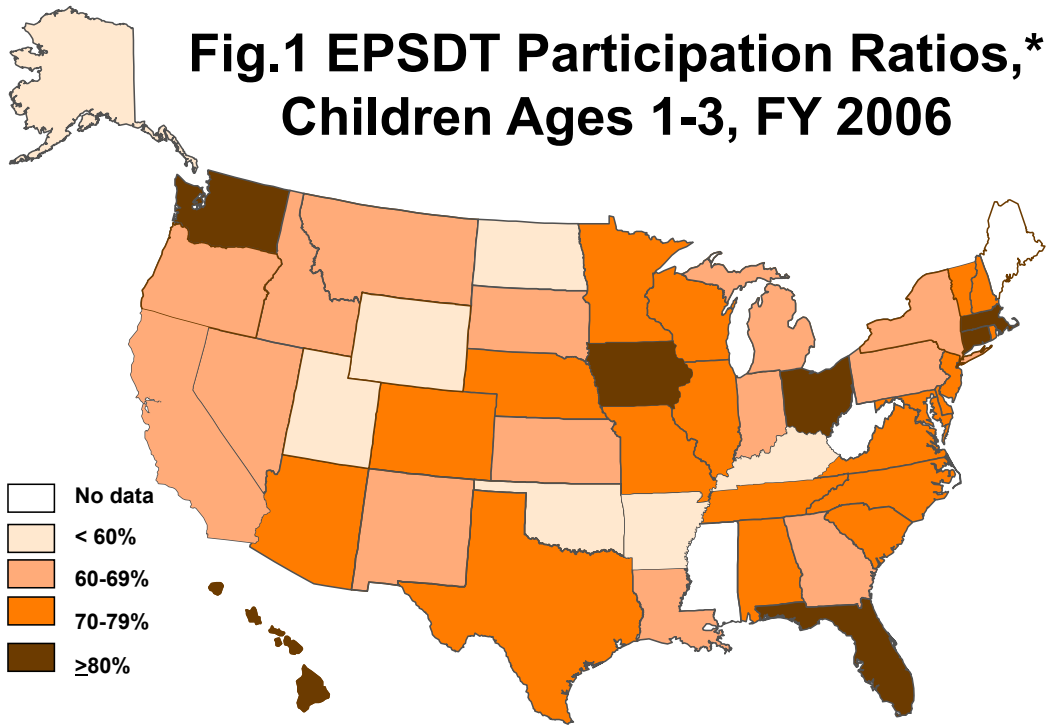 Fig.1 EPSDT Participation Ratios,*
Children Ages 1-3, FY 2006
No data
< 60%
60-69%
70-79%
≥80%